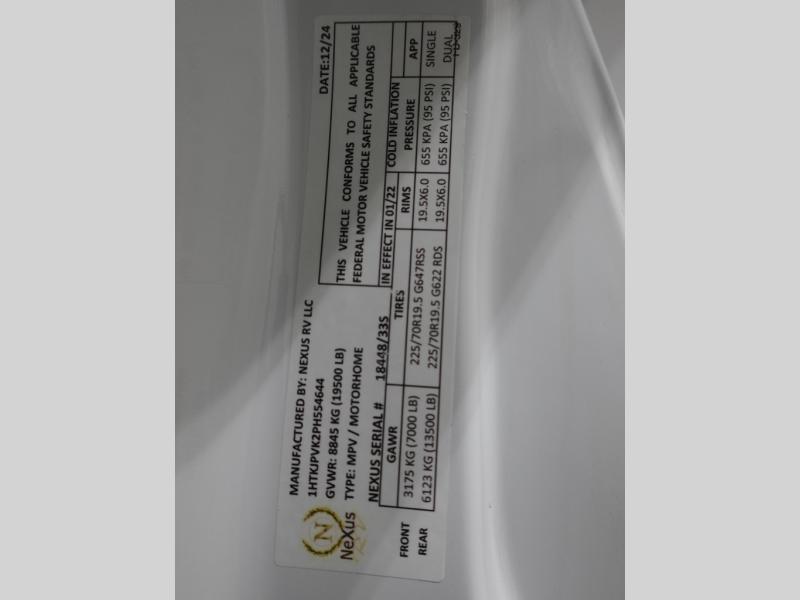 MANUFACTURED BY: NEXUS RV LLC
DATE:12/24
1HTKJPVK2PH554644
GVWR: 8845 KG (19500 LB)
THIS VEHICLE CONFORMS TO ALL APPLICABLE
TYPE: MPV / MOTORHOME
FEDERAL MOTOR VEHICLE SAFETY STANDARDS
N
NeXus
RV
NEXUS SERIAL # 18448/33S
IN EFFECT IN 01/22
COLD INFLATION
GAWR TIRES RIMS PRESSURE APP
FRONT 3175 KG (7000 LB) 225/70R19.5 G647RSS 19.5X6.0 655 KPA (95 PSI) SINGLE
REAR 6123 KG (13500 LB) 225/70R19.5 G622 RDS 19.5X6.0 655 KPA (95 PSI) DUAL